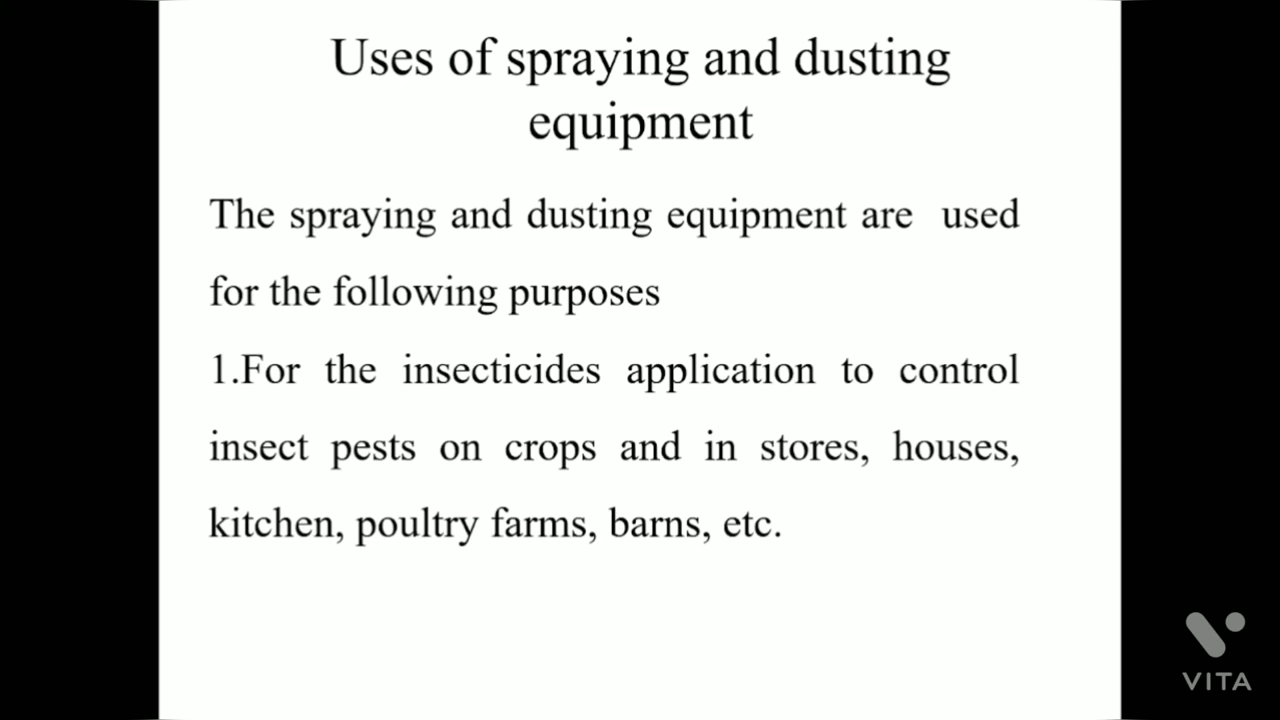 Uses of spraying and dusting
equipment
The spraying and dusting equipment are used
for the following purposes
1.For the insecticides application to control
insect pests on crops and in stores, houses,
kitchen, poultry farms, barns, etc.
VITA